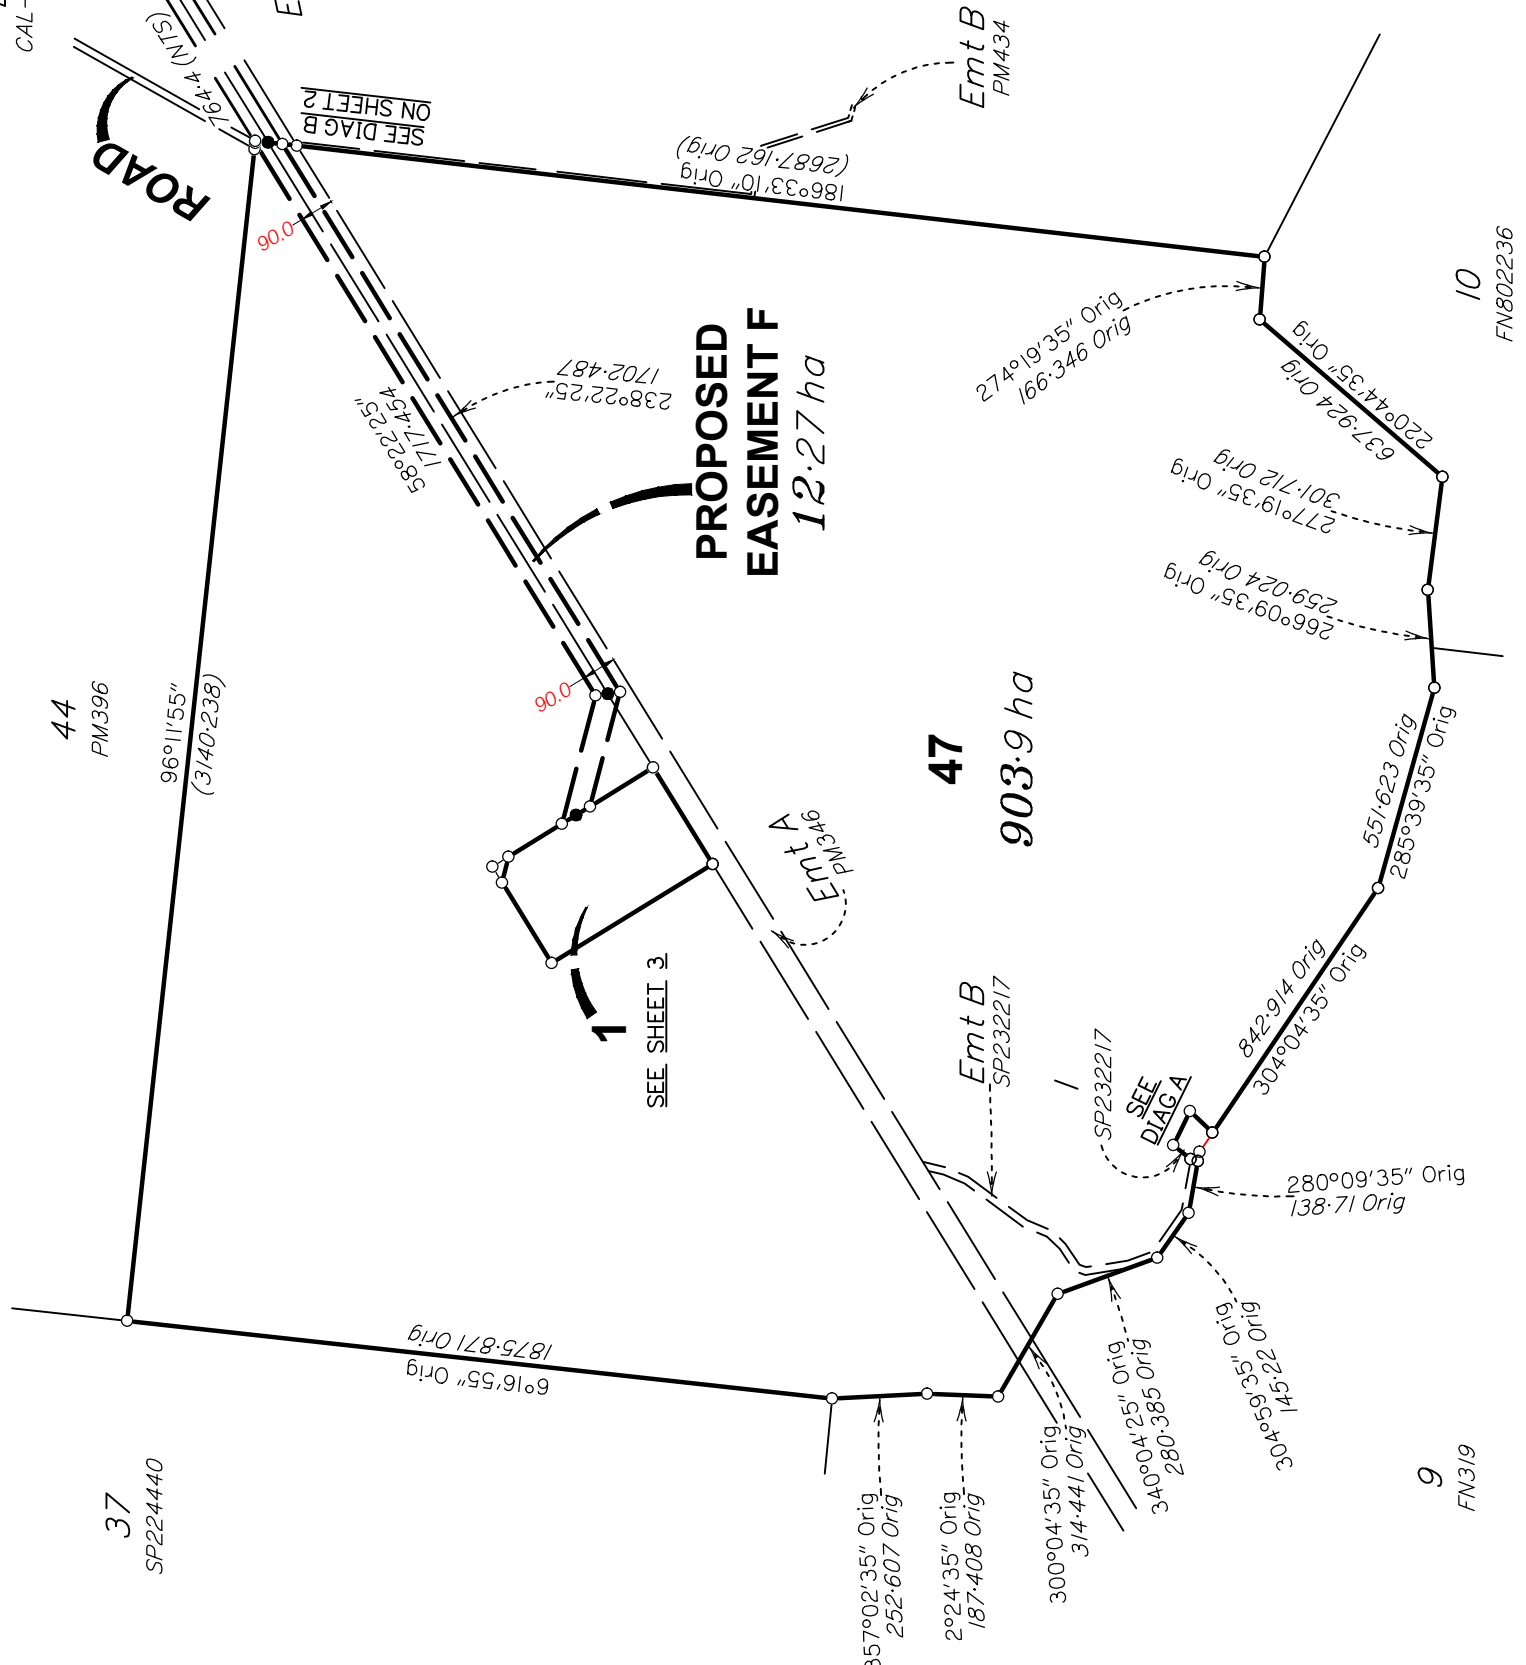 CAL-
764·4 (NTS)
ROAD
SEE DIAG B
ON SHEET 2
Emt B
PM434
186°33'10" Orig
(2687·162 Orig)
90.0
44
PM396
96°11'55"
(3140·238)
58°22'25"
1717·454
238°22'25"
1702·487
PROPOSED
EASEMENT F
12·27 ha
274°19'35" Orig
166·346 Orig
10
FN802236
220°44'35" Orig
637·924 Orig
277°19'35" Orig
301·712 Orig
266°09'35" Orig
259·024 Orig
90.0
47
903·9 ha
551·623 Orig
285°39'35" Orig
Emt A
PM346
1
SEE SHEET 3
842·914 Orig
304°04'35" Orig
Emt B
SP232217
1
SP232217
SEE
DIAG A
280°09'35" Orig
138·71 Orig
304°59'35" Orig
145·22 Orig
340°04'25" Orig
280·385 Orig
300°04'35" Orig
314·441 Orig
2°24'35" Orig
187·408 Orig
357°02'35" Orig
252·607 Orig
6°16'55" Orig
1875·871 Orig
37
SP224440
9
FN319